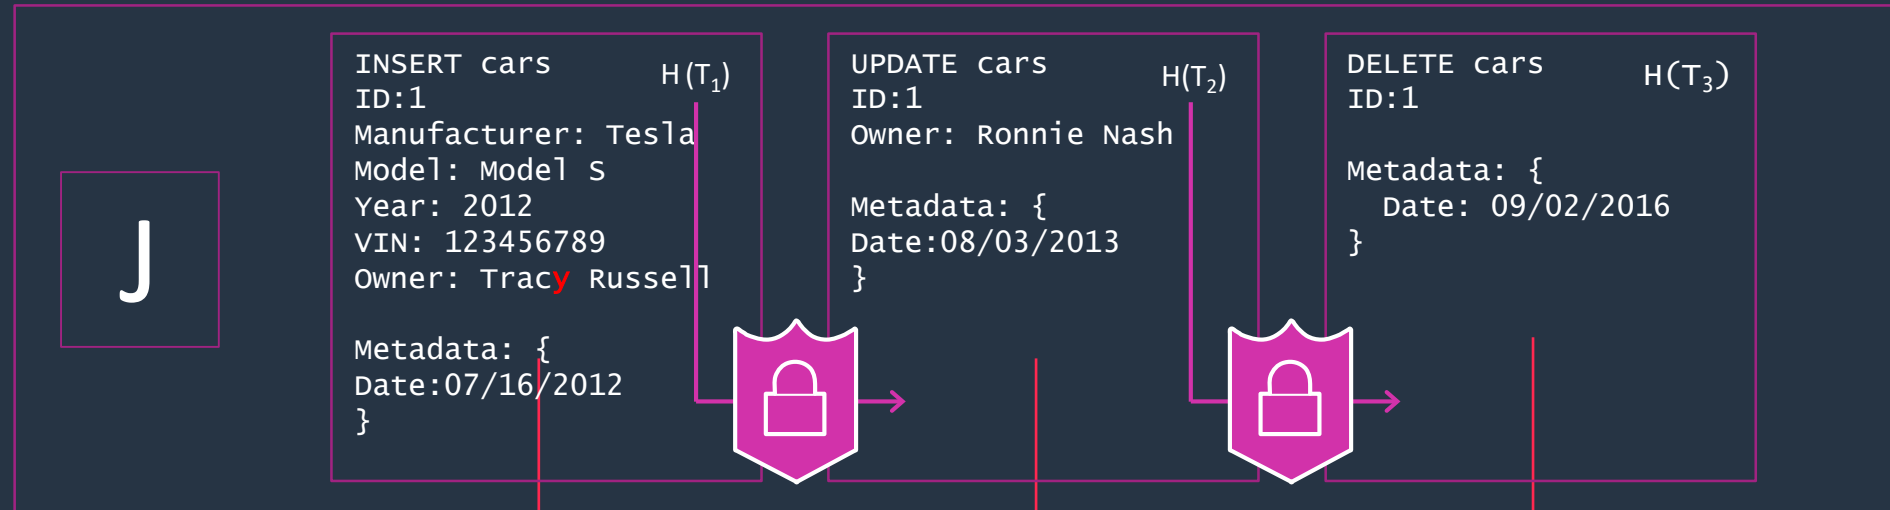 J
INSERT cars
H(T₁)
ID:1
Manufacturer: Tesla
Model: Model S
Year: 2012
VIN: 123456789
Owner: Tracy Russell
Metadata: {
Date:07/16/2012
}
UPDATE cars
H(T₂)
ID:1
Owner: Ronnie Nash
Metadata: {
Date:08/03/2013
}
DELETE cars
H(T₃)
ID:1
Metadata: {
Date: 09/02/2016
}